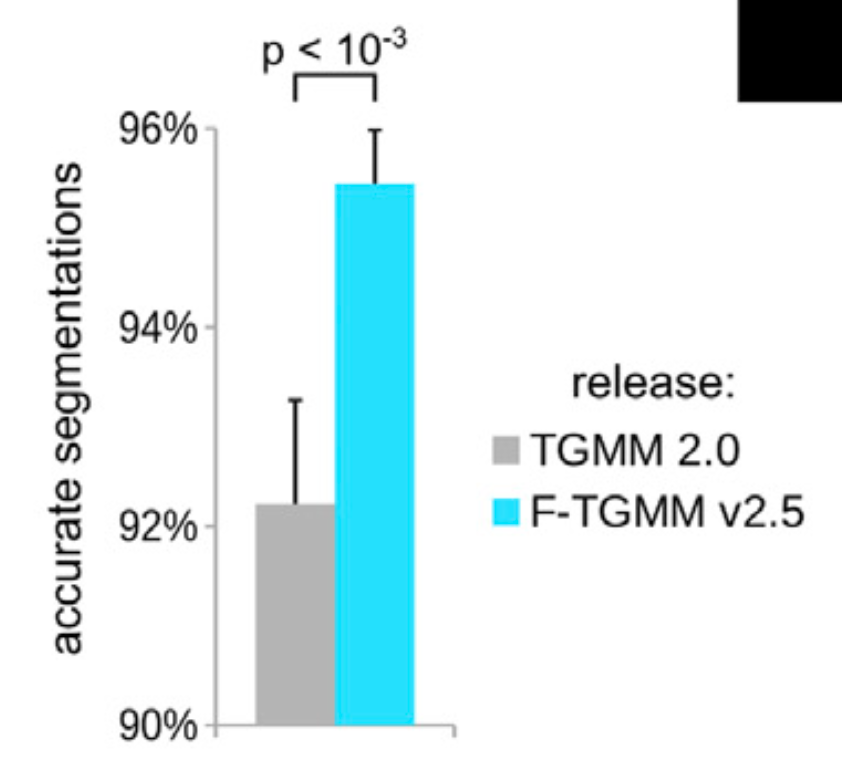 p < 10-3
96%
94%
92%
90%
accurate segmentations
release:
TGMM 2.0
F-TGMM v2.5